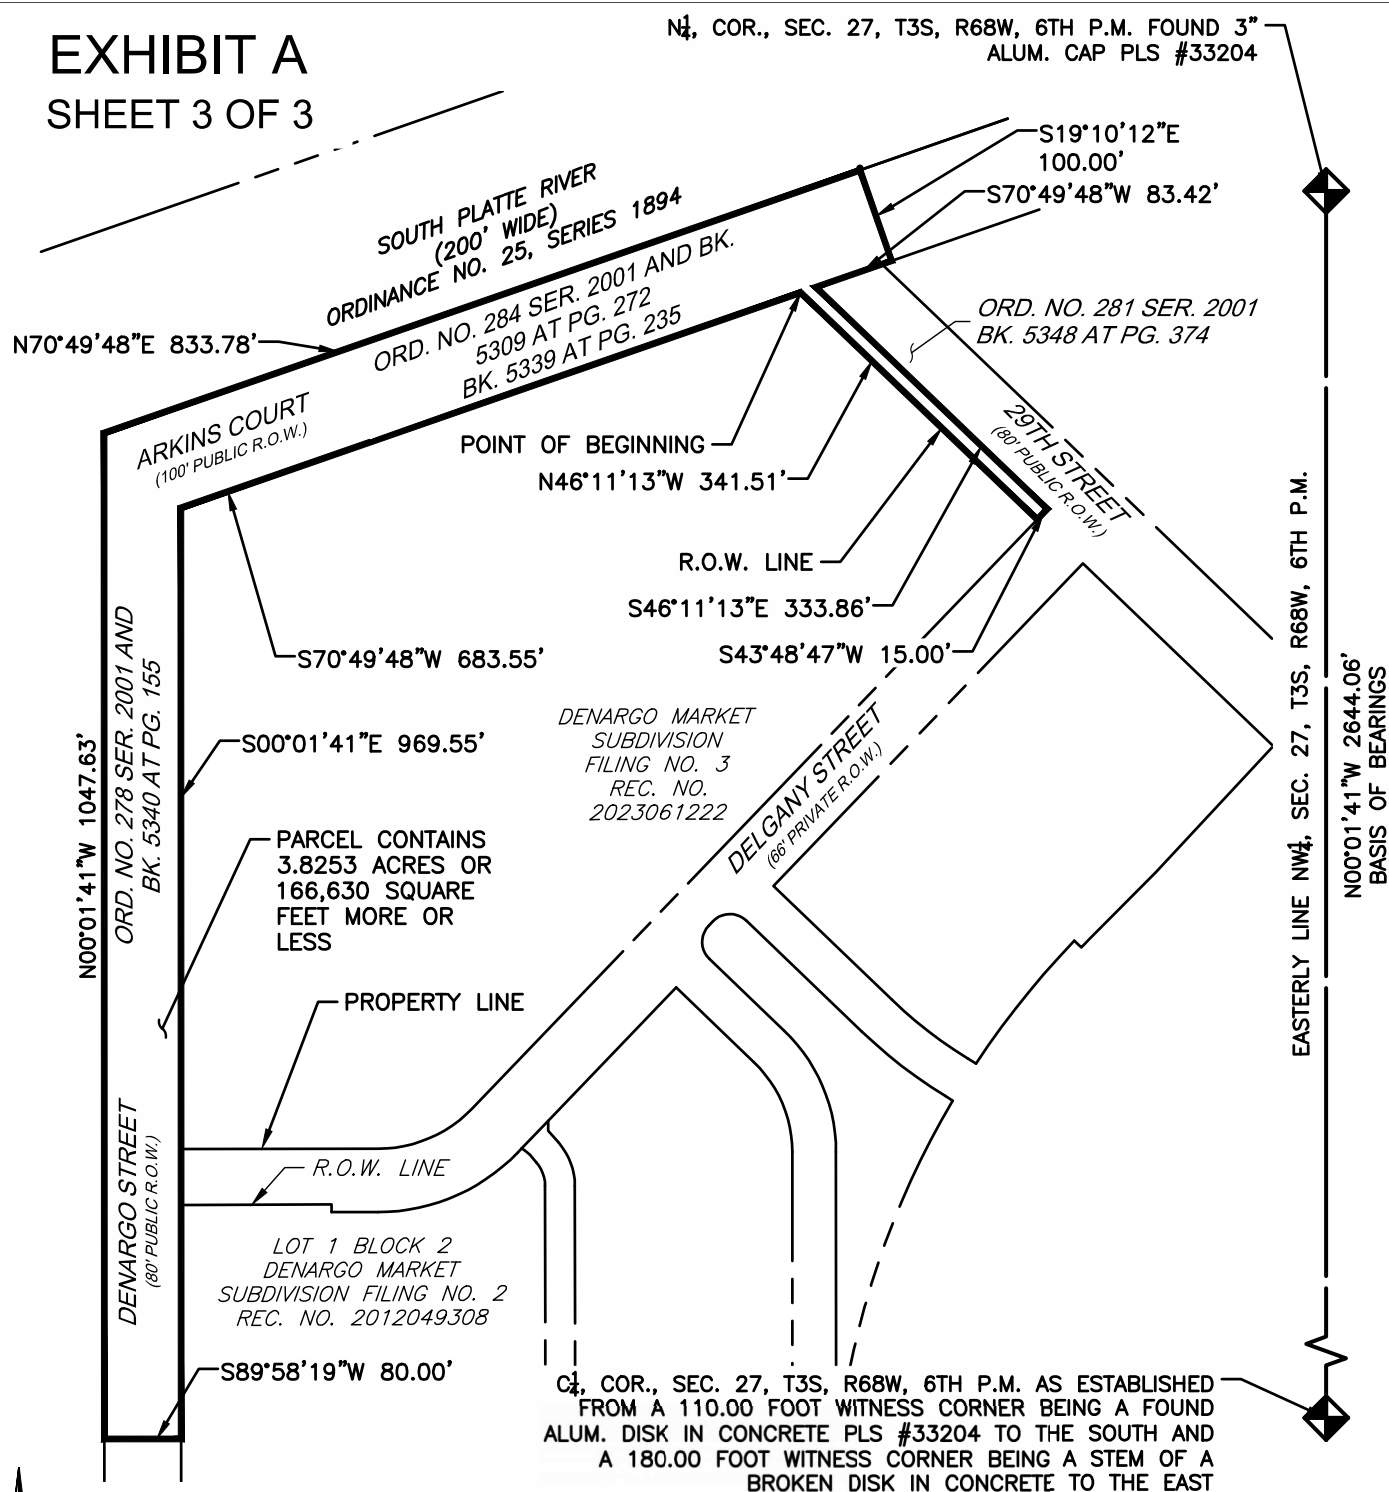 EXHIBIT A
SHEET 3 OF 3
N¼, COR., SEC. 27, T3S, R68W, 6TH P.M. FOUND 3"
ALUM. CAP PLS #33204
S19°10'12"E
100.00'
S70°49'48"W 83.42'
SOUTH PLATTE RIVER
(200' WIDE)
ORDINANCE NO. 25, SERIES 1894
ORD. NO. 284 SER. 2001 AND BK.
5309 AT PG. 272
BK. 5339 AT PG. 235
N70°49'48"E 833.78'
ORD. NO. 281 SER. 2001
BK. 5348 AT PG. 374
ARKINS COURT
(100' PUBLIC R.O.W.)
POINT OF BEGINNING
N46°11'13"W 341.51'
29TH STREET
(80' PUBLIC R.O.W.)
R.O.W. LINE
S46°11'13"E 333.86'
S43°48'47"W 15.00'
S70°49'48"W 683.55'
ORD. NO. 278 SER. 2001 AND
BK. 5340 AT PG. 155
N00°01'41"W 1047.63'
S00°01'41"E 969.55'
DENARGO MARKET
SUBDIVISION
FILING NO. 3
REC. NO.
2023061222
DELGANY STREET
(66' PRIVATE R.O.W.)
EASTERLY LINE NW¼, SEC. 27, T3S, R68W, 6TH P.M.
N00°01'41"W 2644.06'
BASIS OF BEARINGS
PARCEL CONTAINS
3.8253 ACRES OR
166,630 SQUARE
FEET MORE OR
LESS
PROPERTY LINE
DENARGO STREET
(80' PUBLIC R.O.W.)
R.O.W. LINE
LOT 1 BLOCK 2
DENARGO MARKET
SUBDIVISION FILING NO. 2
REC. NO. 2012049308
S89°58'19"W 80.00'
C¼, COR., SEC. 27, T3S, R68W, 6TH P.M. AS ESTABLISHED
FROM A 110.00 FOOT WITNESS CORNER BEING A FOUND
ALUM. DISK IN CONCRETE PLS #33204 TO THE SOUTH AND
A 180.00 FOOT WITNESS CORNER BEING A STEM OF A
BROKEN DISK IN CONCRETE TO THE EAST